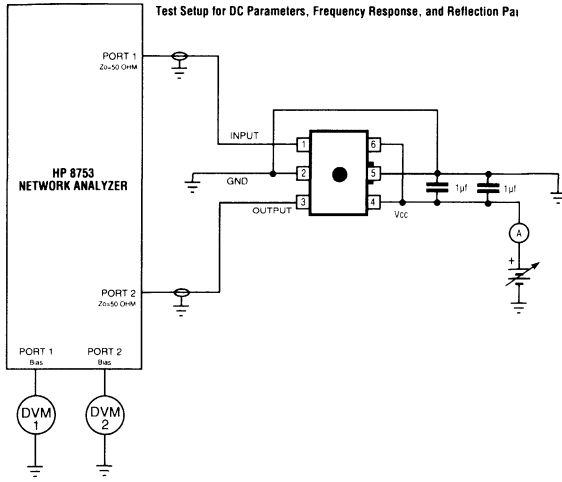 Test Setup for DC Parameters, Frequency Response, and Reflection
PORT 1
Zo=50 OHM
INPUT
1
6
HP 8753
NETWORK ANALYZER
GND
2
5
1µf
1µf
OUTPUT
3
4
Vcc
A
+
PORT 2
Zo=50 OHM
PORT 1
Bias
PORT 2
Bias
DVM
1
DVM
2